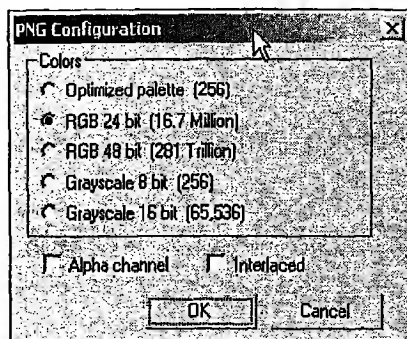 PNG Configuration
Colors
Optimized palette (256)
RGB 24 bit (16.7 Million)
RGB 48 bit (281 Trillion)
Grayscale 8 bit (256)
Grayscale 16 bit (65,536)
Alpha channel Interlaced
OK Cancel